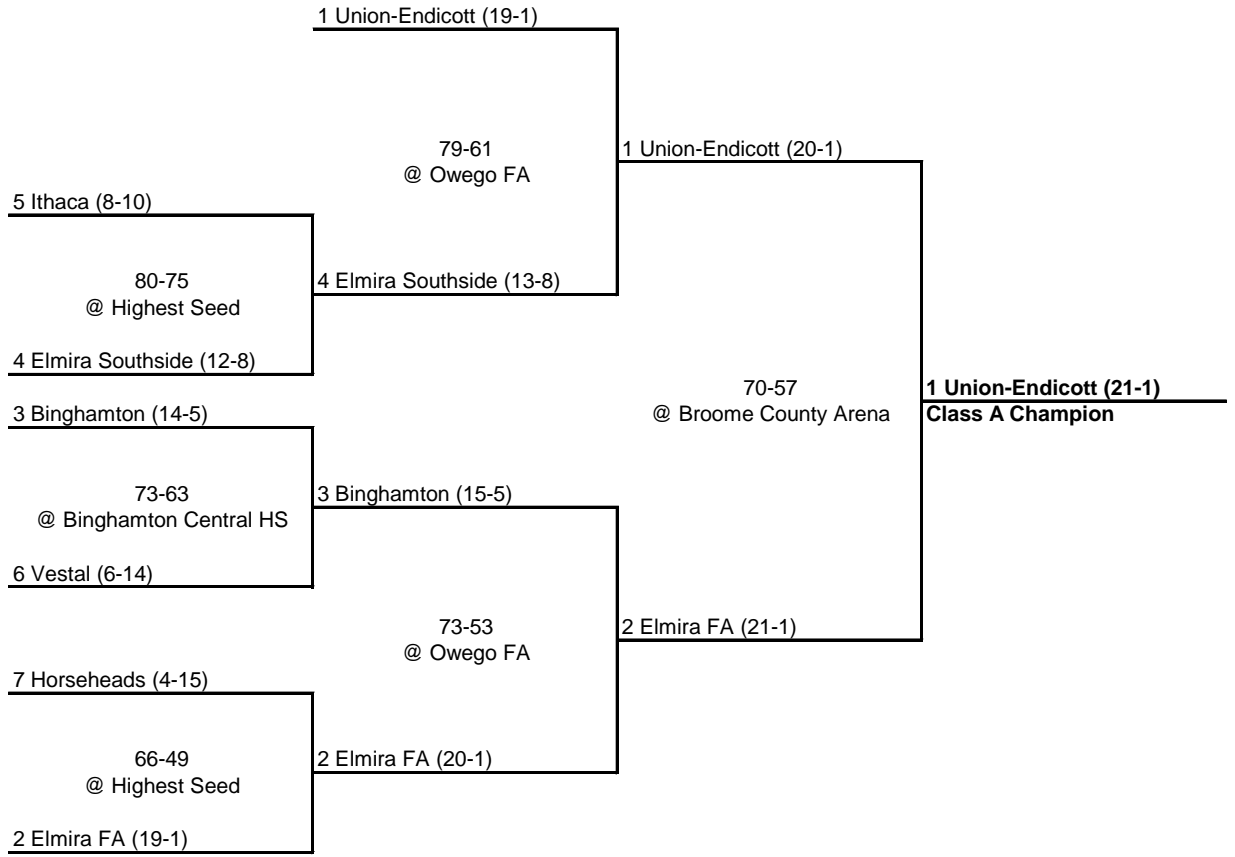 1 Union-Endicott (19-1)
79-61
@ Owego FA
1 Union-Endicott (20-1)
5 Ithaca (8-10)
80-75
@ Highest Seed
4 Elmira Southside (13-8)
4 Elmira Southside (12-8)
70-57
@ Broome County Arena
1 Union-Endicott (21-1)
Class A Champion
3 Binghamton (14-5)
73-63
@ Binghamton Central HS
3 Binghamton (15-5)
6 Vestal (6-14)
73-53
@ Owego FA
2 Elmira FA (21-1)
7 Horseheads (4-15)
66-49
@ Highest Seed
2 Elmira FA (20-1)
2 Elmira FA (19-1)